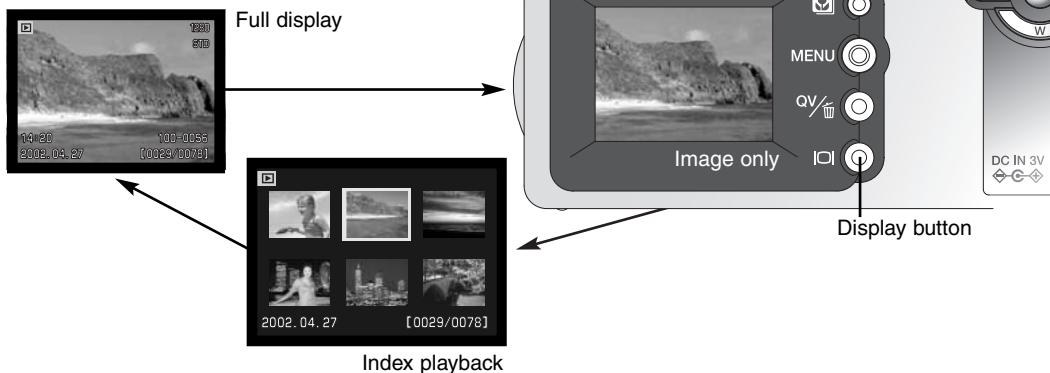 Full display
1280
STD
14:20
100-0056
2002.04.27
[0029/0078]
MENU
QV/
Image only
W
DC IN 3V
Display button
2002.04.27
[0029/0078]
Index playback